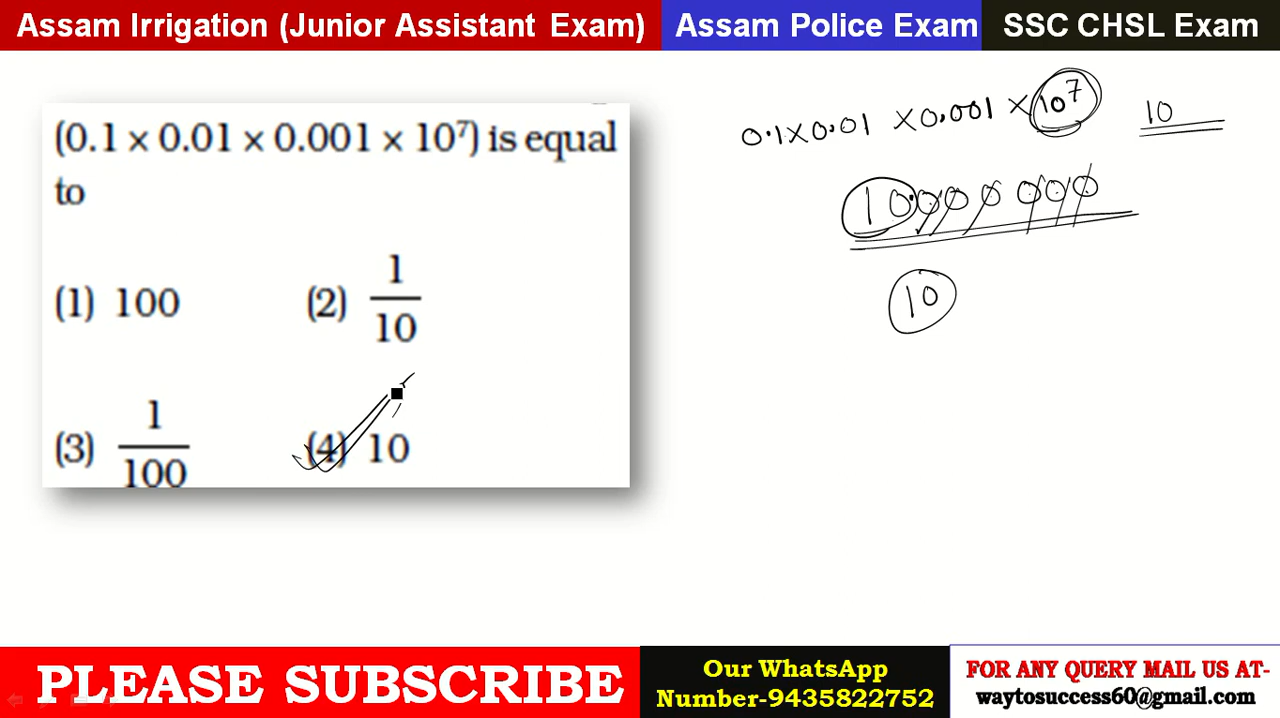 Assam Irrigation (Junior Assistant Exam) Assam Police Exam SSC CHSL Exam
(0.1 × 0.01 × 0.001 × 10⁷) is equal
to
(1) 100 (2) 1/10
(3) 1/100 (4) 10
0.1×0.01 ×0.001 ×10⁷ 10
10000000
10
PLEASE SUBSCRIBE
Our WhatsApp
Number-9435822752
FOR ANY QUERY MAIL US AT-
waytosuccess60@gmail.com